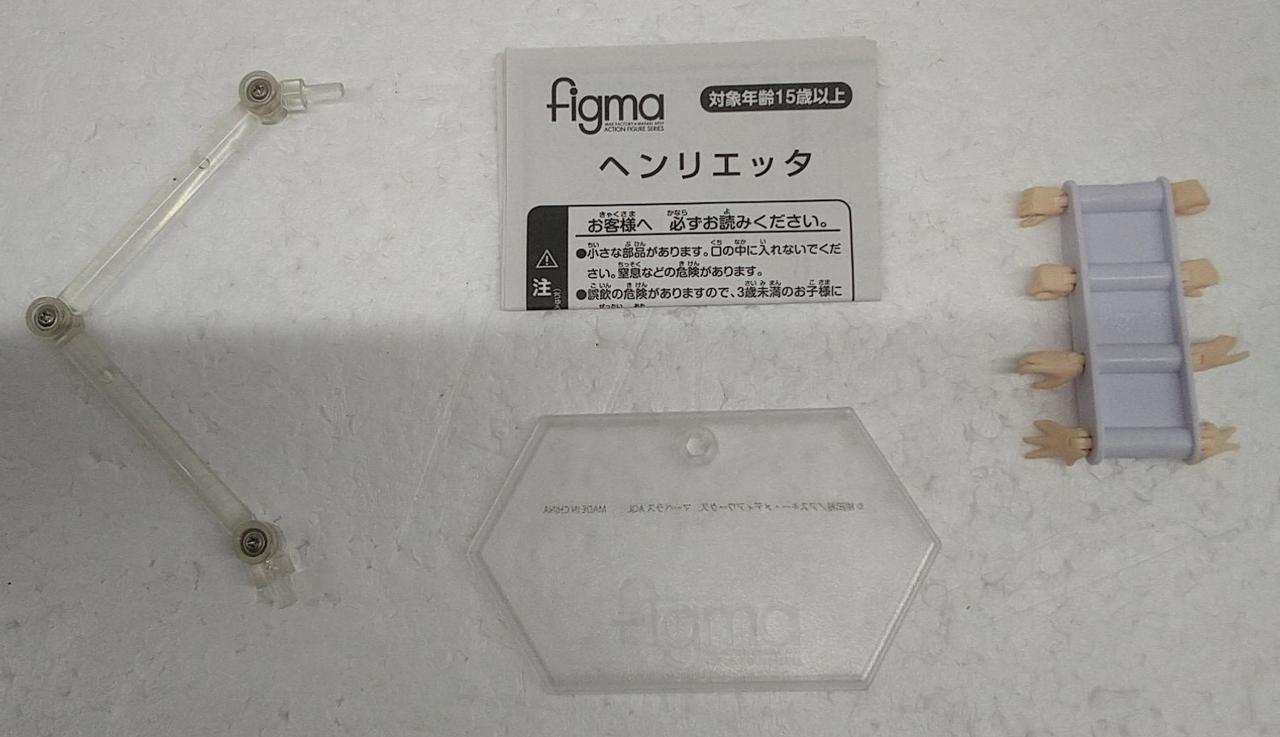 figma
MAX FACTORY×MASAKI APSY
ACTION FIGURE SERIES
対象年齢15歳以上
ヘンリエッタ
お客様へ 必ずお読みください。
注
●小さな部品があります。口の中に入れないでくだ
さい。窒息などの危険があります。
●誤飲の危険がありますので、3歳未満のお子様に
MADE IN CHINA
figma